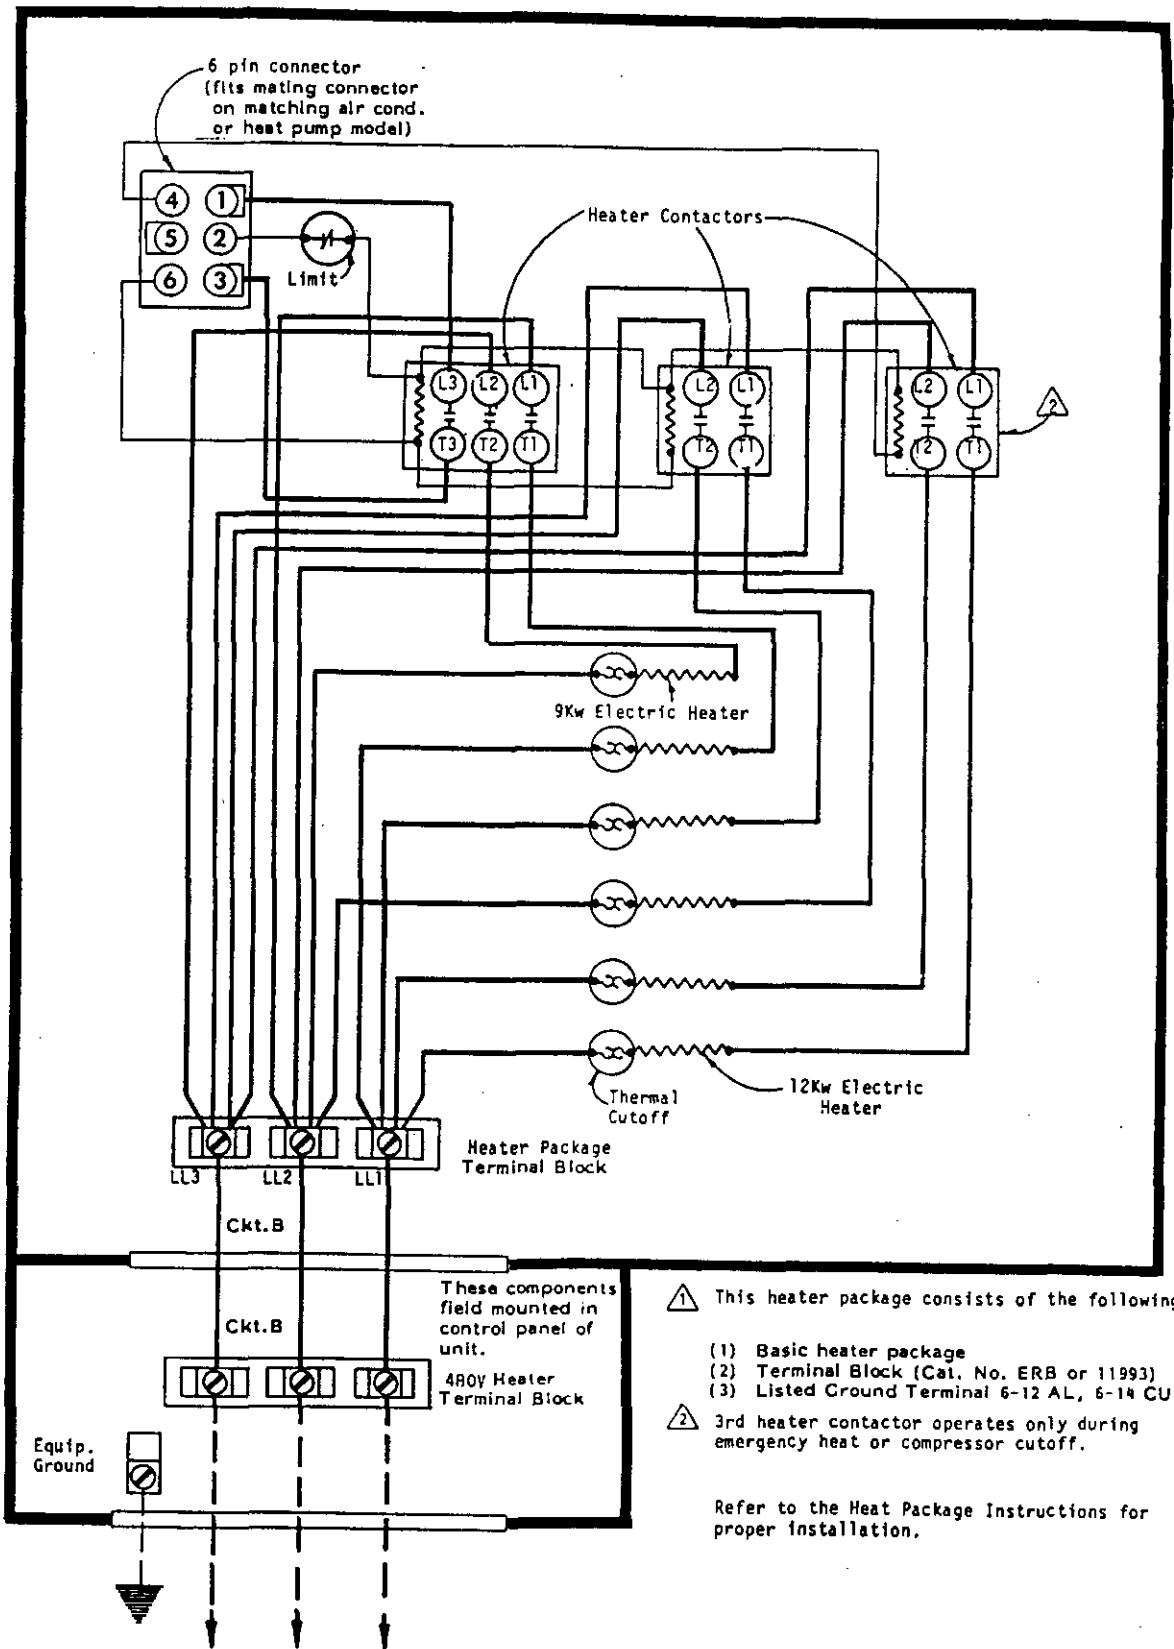 6 pin connector
(fits mating connector
on matching air cond.
or heat pump model)
4 1
5 2
6 3
Limit
Heater Contactors
L3 L2 L1
T3 T2 T1
L2 L1
T2 T1
L2 L1
T2 T1
2
9Kw Electric Heater
12Kw Electric
Heater
Thermal
Cutoff
Heater Package
Terminal Block
LL3 LL2 LL1
Ckt.B
These components
field mounted in
control panel of
unit.
Ckt.B
480V Heater
Terminal Block
Equip.
Ground
1 This heater package consists of the following
(1) Basic heater package
(2) Terminal Block (Cat. No. ERB or 11993)
(3) Listed Ground Terminal 6-12 AL, 6-14 CU
2 3rd heater contactor operates only during
emergency heat or compressor cutoff.
Refer to the Heat Package Instructions for
proper installation.